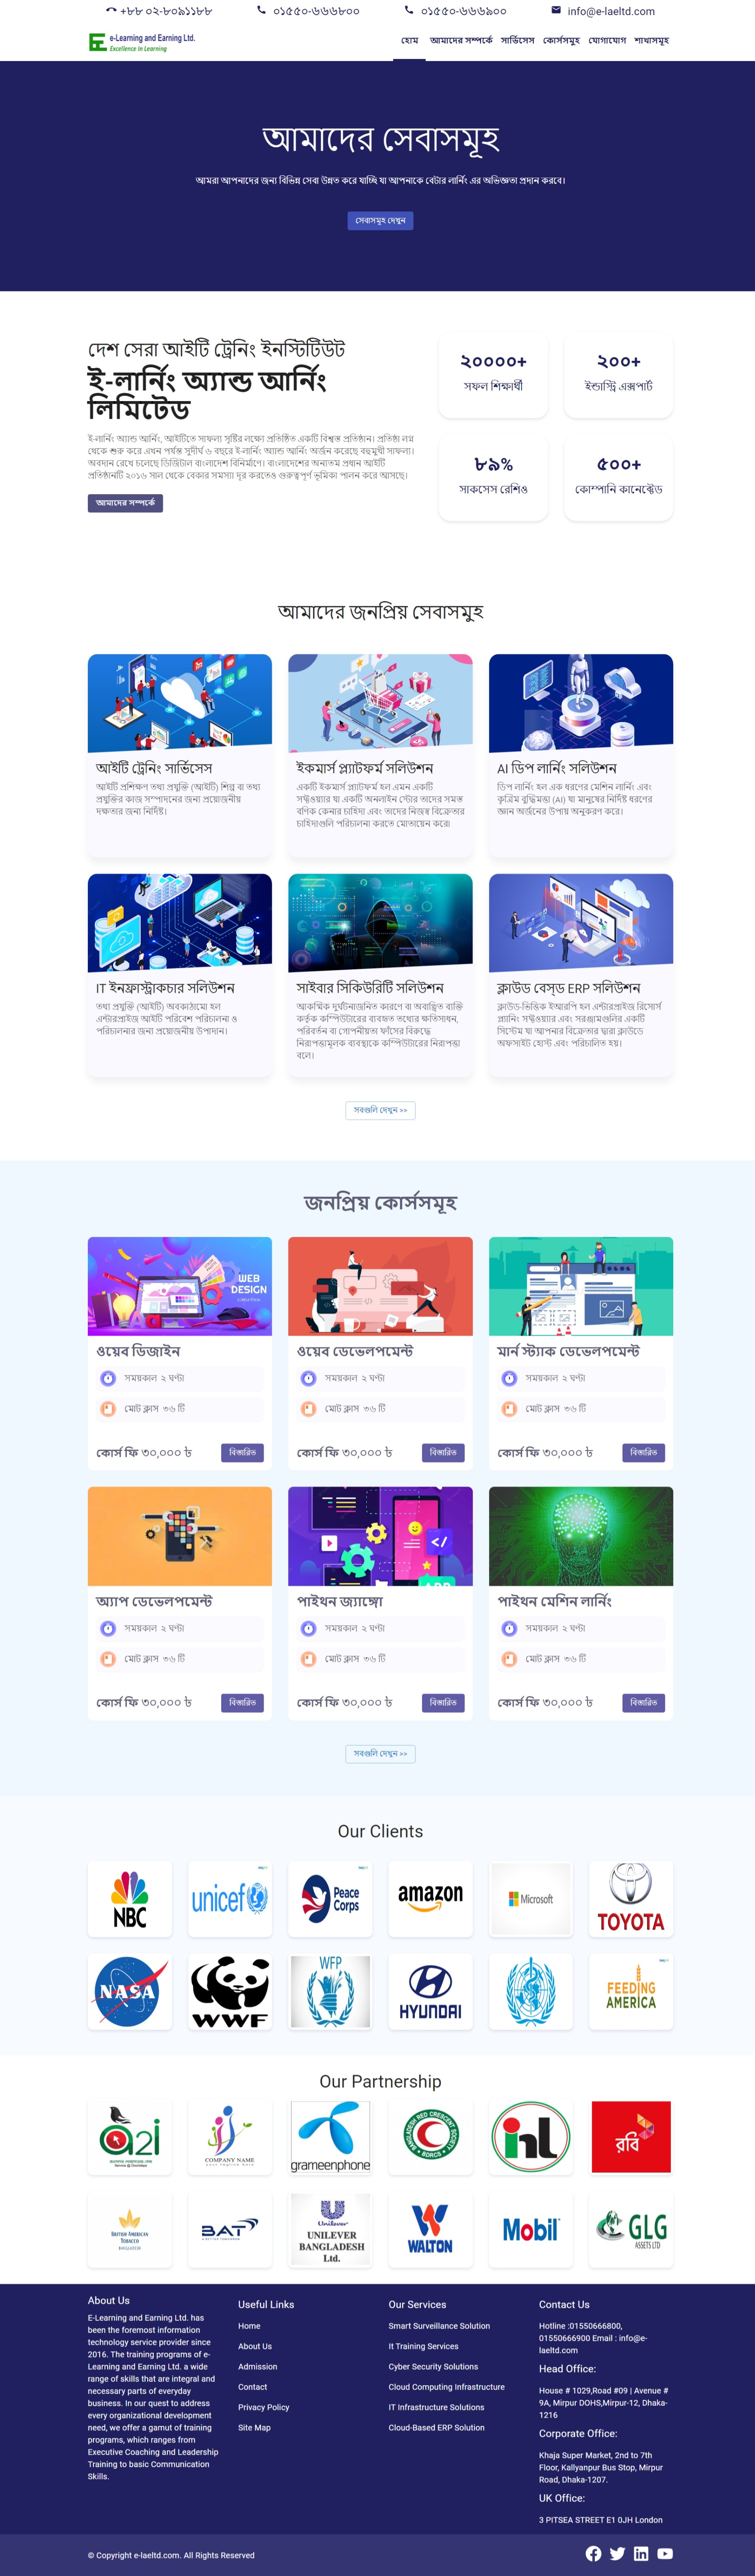 +৮৮ ০২-৮০৯১১৮৮
০১৫৫০-৬৬৬৮০০
০১৫৫০-৬৬৬৯০০
info@e-laeltd.com
e-Learning and Earning Ltd.
Excellence in Learning
হোম আমাদের সম্পর্কে সার্ভিসেস কোর্সসমূহ যোগাযোগ শাখাসমূহ
আমাদের সেবাসমূহ
আমরা আপনাদের জন্য বিভিন্ন সেবা উন্নত করে যাচ্ছি যা আপনাকে বেটার লার্নিং এর অভিজ্ঞতা প্রদান করবে।
সেবাসমূহ দেখুন
দেশ সেরা আইটি ট্রেনিং ইনস্টিটিউট
ই-লার্নিং অ্যান্ড আর্নিং
লিমিটেড
ই-লার্নিং অ্যান্ড আর্নিং, আইটিতে সাফল্য সৃষ্টির লক্ষ্যে প্রতিষ্ঠিত একটি বিশ্বস্ত প্রতিষ্ঠান। প্রতিষ্ঠা লগ্ন
থেকে শুরু করে এখন পর্যন্ত সুদীর্ঘ ৬ বছরে ই-লার্নিং অ্যান্ড আর্নিং অর্জন করেছে বহুমুখী সাফল্য।
অবদান রেখে চলেছে ডিজিটাল বাংলাদেশ বিনির্মাণে। বাংলাদেশের অন্যতম প্রধান আইটি
প্রতিষ্ঠানটি ২০১৬ সাল থেকে বেকার সমস্যা দূর করতেও গুরুত্বপূর্ণ ভূমিকা পালন করে আসছে।
আমাদের সম্পর্কে
২০০০০+
সফল শিক্ষার্থী
২০০+
ইন্ডাস্ট্রি এক্সপার্ট
৮৯%
সাকসেস রেশিও
৫০০+
কোম্পানি কানেক্টেড
আমাদের জনপ্রিয় সেবাসমুহ
আইটি ট্রেনিং সার্ভিসেস
আইটি প্রশিক্ষণ তথ্য প্রযুক্তি (আইটি) শিল্প বা তথ্য
প্রযুক্তির কাজ সম্পাদনের জন্য প্রয়োজনীয়
দক্ষতার জন্য নির্দিষ্ট।
ইকমার্স প্ল্যাটফর্ম সলিউশন
একটি ইকমার্স প্ল্যাটফর্ম হল এমন একটি
সফ্টওয়্যার যা একটি অনলাইন স্টোর তাদের সমস্ত
বণিক কেনার চাহিদা এবং তাদের নিজস্ব বিক্রেতার
চাহিদাগুলি পরিচালনা করতে মোতায়েন করে৷
AI ডিপ লার্নিং সলিউশন
ডিপ লার্নিং হল এক ধরণের মেশিন লার্নিং এবং
কৃত্রিম বুদ্ধিমত্তা (AI) যা মানুষের নির্দিষ্ট ধরণের
জ্ঞান অর্জনের উপায় অনুকরণ করে।
IT ইনফ্রাস্ট্রাকচার সলিউশন
তথ্য প্রযুক্তি (আইটি) অবকাঠামো হল
এন্টারপ্রাইজ আইটি পরিবেশ পরিচালনা ও
পরিচালনার জন্য প্রয়োজনীয় উপাদান।
সাইবার সিকিউরিটি সলিউশন
আকস্মিক দুর্ঘটনাজনিত কারণে বা অবাঞ্ছিত ব্যক্তি
কর্তৃক কম্পিউটারের ব্যবহৃত তথ্যের ক্ষতিসাধন,
পরিবর্তন বা গোপনীয়তা ফাঁসের বিরুদ্ধে
নিরাপত্তামূলক ব্যবস্থাকে কম্পিউটারের নিরাপত্তা
বলে।
ক্লাউড বেসড ERP সলিউশন
ক্লাউড-ভিত্তিক ইআরপি হল এন্টারপ্রাইজ রিসোর্স
প্ল্যানিং সফ্টওয়্যার এবং সরঞ্জামগুলির একটি
সিস্টেম যা আপনার বিক্রেতার দ্বারা ক্লাউডে
অফসাইট হোস্ট এবং পরিচালিত হয়।
সবগুলি দেখুন >>
জনপ্রিয় কোর্সসমূহ
WEB
DESIGN
ওয়েব ডিজাইন
সময়কাল ২ ঘণ্টা
মোট ক্লাস ৩৬ টি
কোর্স ফি ৩০,০০০ ৳
বিস্তারিত
ওয়েব ডেভেলপমেন্ট
সময়কাল ২ ঘণ্টা
মোট ক্লাস ৩৬ টি
কোর্স ফি ৩০,০০০ ৳
বিস্তারিত
মার্ন স্ট্যাক ডেভেলপমেন্ট
সময়কাল ২ ঘণ্টা
মোট ক্লাস ৩৬ টি
কোর্স ফি ৩০,০০০ ৳
বিস্তারিত
অ্যাপ ডেভেলপমেন্ট
সময়কাল ২ ঘণ্টা
মোট ক্লাস ৩৬ টি
কোর্স ফি ৩০,০০০ ৳
বিস্তারিত
</>
পাইথন জ্যাঙ্গো
সময়কাল ২ ঘণ্টা
মোট ক্লাস ৩৬ টি
কোর্স ফি ৩০,০০০ ৳
বিস্তারিত
পাইথন মেশিন লার্নিং
সময়কাল ২ ঘণ্টা
মোট ক্লাস ৩৬ টি
কোর্স ফি ৩০,০০০ ৳
বিস্তারিত
সবগুলি দেখুন >>
Our Clients
NBC
unicef
Peace
Corps
amazon
Microsoft
TOYOTA
NASA
WWF
WFP
HYUNDAI
FEEDING
AMERICA
Our Partnership
a2i
COMPANY NAME
grameenphone
BANGLADESH RED CRESCENT SOCIETY
BDRCS
রবি
BRITISH AMERICAN
TOBACCO
BANGLADESH
BAT
Unilever
UNILEVER
BANGLADESH
Ltd.
WALTON
Mobil
GLG
ASSETS LTD
About Us
E-Learning and Earning Ltd. has
been the foremost information
technology service provider since
2016. The training programs of e-
Learning and Earning Ltd. a wide
range of skills that are integral and
necessary parts of everyday
business. In our quest to address
every organizational development
need, we offer a gamut of training
programs, which ranges from
Executive Coaching and Leadership
Training to basic Communication
Skills.
Useful Links
Home
About Us
Admission
Contact
Privacy Policy
Site Map
Our Services
Smart Surveillance Solution
It Training Services
Cyber Security Solutions
Cloud Computing Infrastructure
IT Infrastructure Solutions
Cloud-Based ERP Solution
Contact Us
Hotline :01550666800,
01550666900 Email : info@e-
laeltd.com
Head Office:
House # 1029,Road #09 | Avenue #
9A, Mirpur DOHS,Mirpur-12, Dhaka-
1216
Corporate Office:
Khaja Super Market, 2nd to 7th
Floor, Kallyanpur Bus Stop, Mirpur
Road, Dhaka-1207.
UK Office:
3 PITSEA STREET E1 0JH London
© Copyright e-laeltd.com. All Rights Reserved